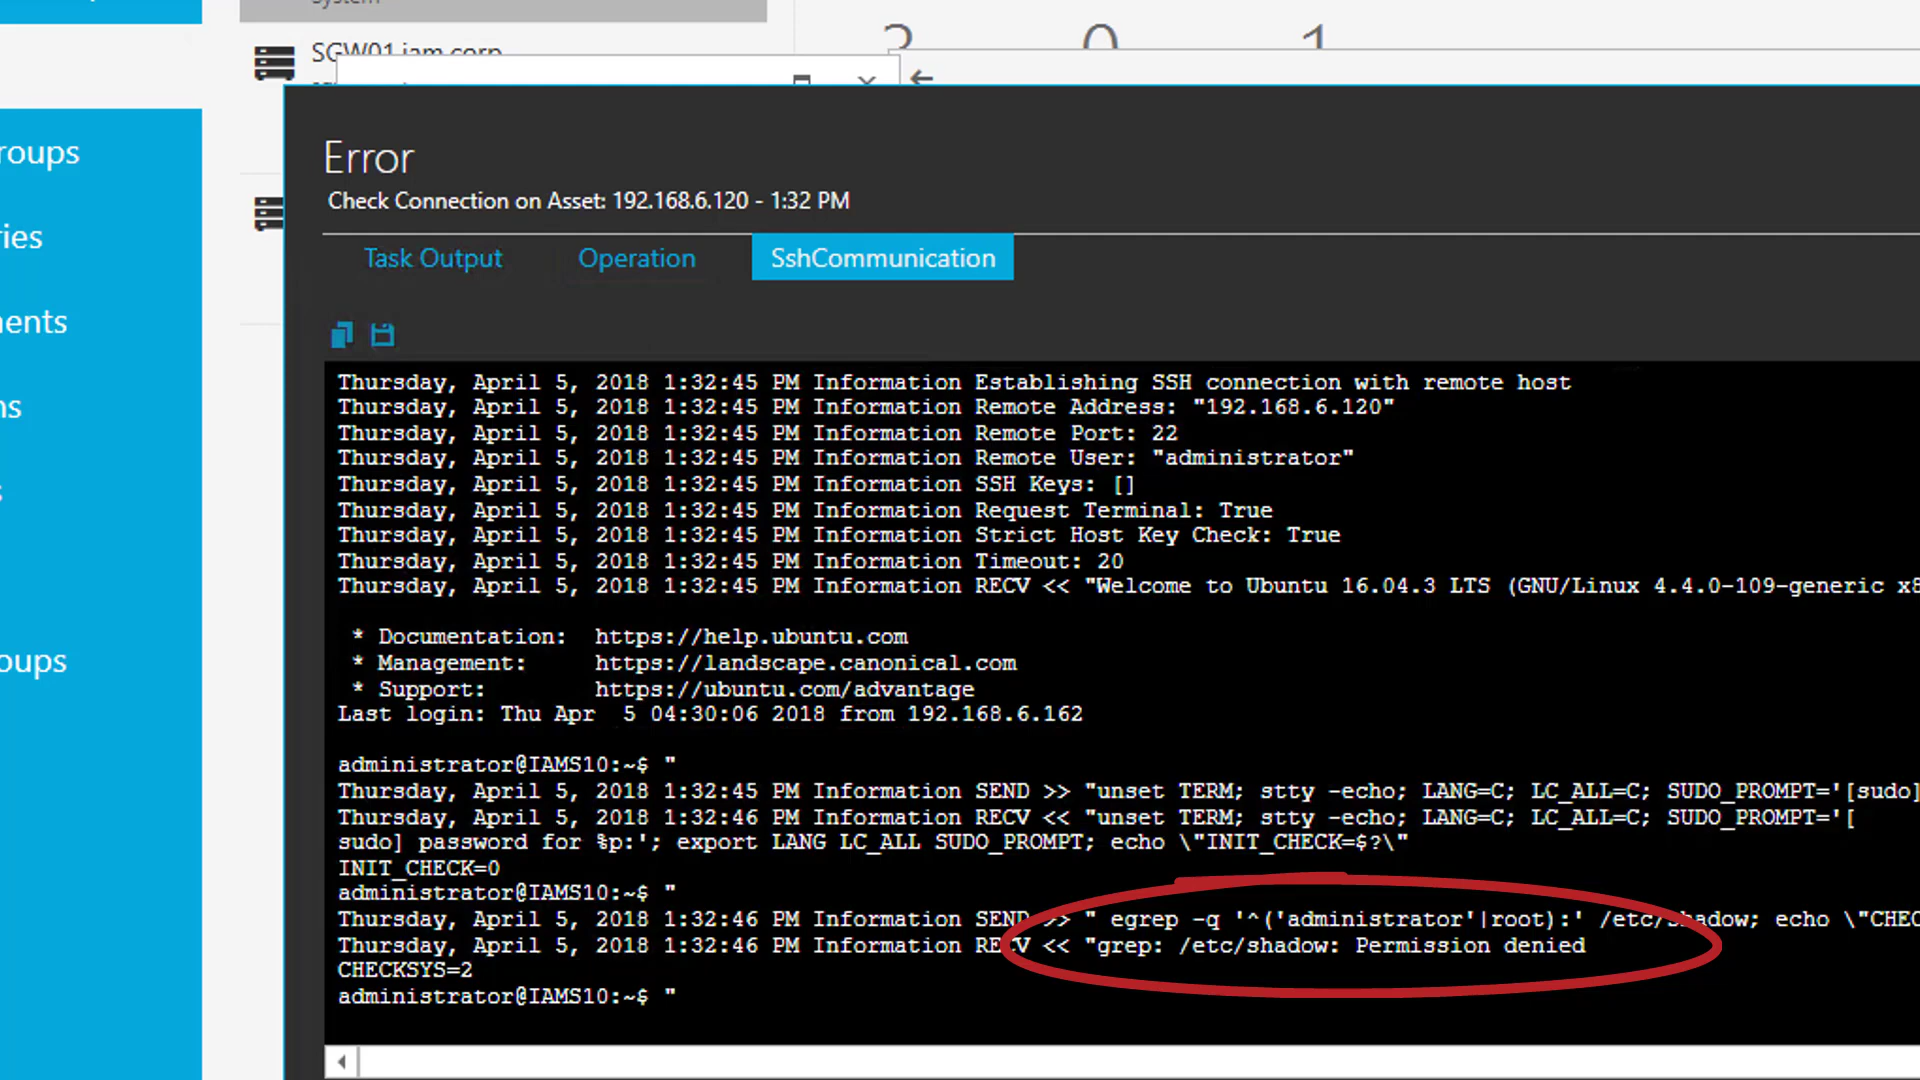 SGW01.iam.corp
2 0 1
roups
ries
nents
ns
oups
Error
Check Connection on Asset: 192.168.6.120 - 1:32 PM
Task Output Operation SshCommunication
Thursday, April 5, 2018 1:32:45 PM Information Establishing SSH connection with remote host
Thursday, April 5, 2018 1:32:45 PM Information Remote Address: "192.168.6.120"
Thursday, April 5, 2018 1:32:45 PM Information Remote Port: 22
Thursday, April 5, 2018 1:32:45 PM Information Remote User: "administrator"
Thursday, April 5, 2018 1:32:45 PM Information SSH Keys: []
Thursday, April 5, 2018 1:32:45 PM Information Request Terminal: True
Thursday, April 5, 2018 1:32:45 PM Information Strict Host Key Check: True
Thursday, April 5, 2018 1:32:45 PM Information Timeout: 20
Thursday, April 5, 2018 1:32:45 PM Information RECV << "Welcome to Ubuntu 16.04.3 LTS (GNU/Linux 4.4.0-109-generic x8
* Documentation: https://help.ubuntu.com
* Management: https://landscape.canonical.com
* Support: https://ubuntu.com/advantage
Last login: Thu Apr 5 04:30:06 2018 from 192.168.6.162
administrator@IAMS10:~$ "
Thursday, April 5, 2018 1:32:45 PM Information SEND >> "unset TERM; stty -echo; LANG=C; LC_ALL=C; SUDO_PROMPT='[sudo]
Thursday, April 5, 2018 1:32:46 PM Information RECV << "unset TERM; stty -echo; LANG=C; LC_ALL=C; SUDO_PROMPT='[
sudo] password for %p:'; export LANG LC_ALL SUDO_PROMPT; echo \"INIT_CHECK=$?\"
INIT_CHECK=0
administrator@IAMS10:~$ "
Thursday, April 5, 2018 1:32:46 PM Information SEND >> " egrep -q '^('administrator'|root):' /etc/shadow; echo \"CHEC
Thursday, April 5, 2018 1:32:46 PM Information RECV << "grep: /etc/shadow: Permission denied
CHECKSYS=2
administrator@IAMS10:~$ "